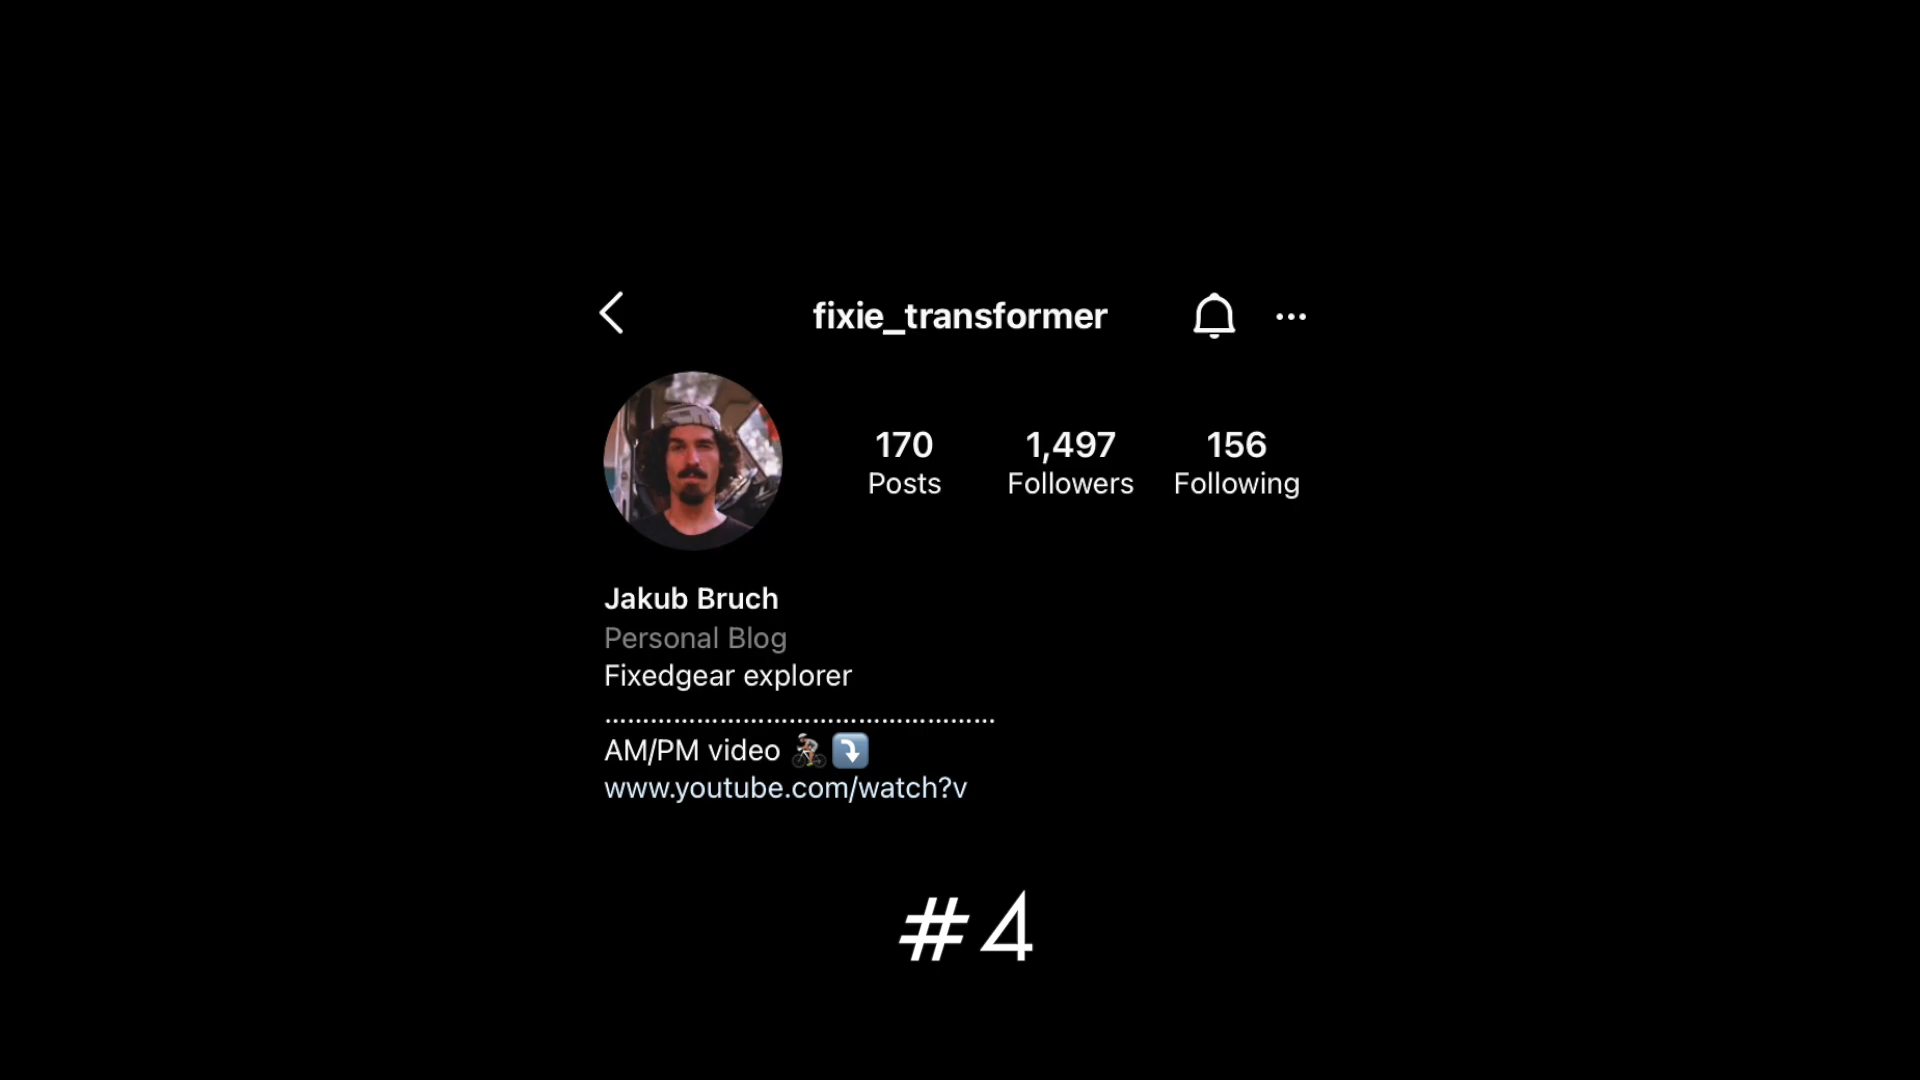 fixie_transformer
170 1,497 156
Posts Followers Following
Jakub Bruch
Personal Blog
Fixedgear explorer
...................................................
AM/PM video 🚴🏽⤵️
www.youtube.com/watch?v
#4